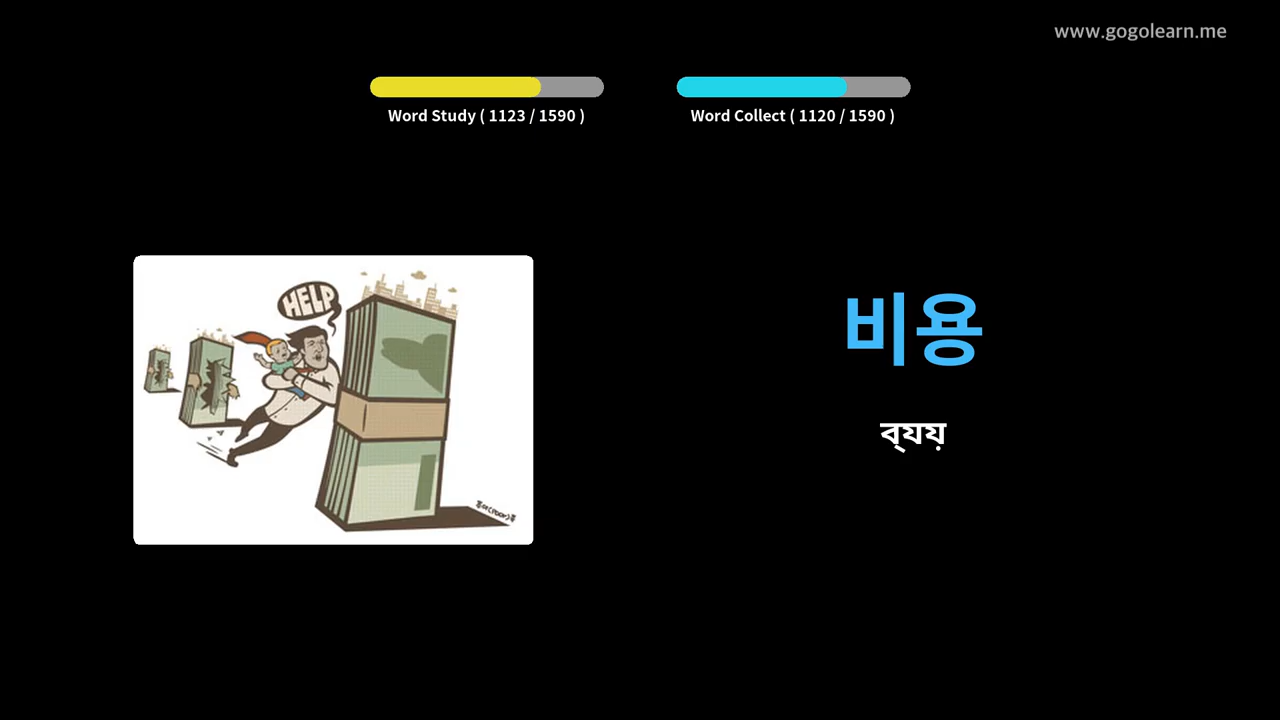 www.gogolearn.me
Word Study ( 1123 / 1590 )
Word Collect ( 1120 / 1590 )
HELP
비용
ব্যয়